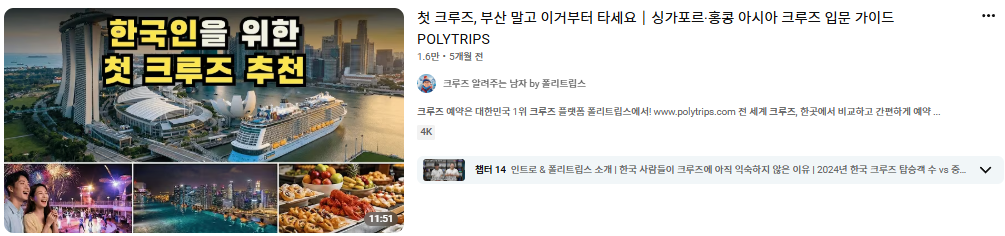 한국인을 위한
첫 크루즈 추천
11:51
첫 크루즈, 부산 말고 이거부터 타세요 | 싱가포르·홍콩 아시아 크루즈 입문 가이드
POLYTRIPS
1.6만 • 5개월 전
크루즈 알려주는 남자 by 폴리트립스
크루즈 예약은 대한민국 1위 크루즈 플랫폼 폴리트립스에서! www.polytrips.com 전 세계 크루즈, 한곳에서 비교하고 간편하게 예약 ...
4K
챕터 14 인트로 & 폴리트립스 소개 | 한국 사람들이 크루즈에 아직 익숙하지 않은 이유 | 2024년 한국 크루즈 탑승객 수 vs 중...